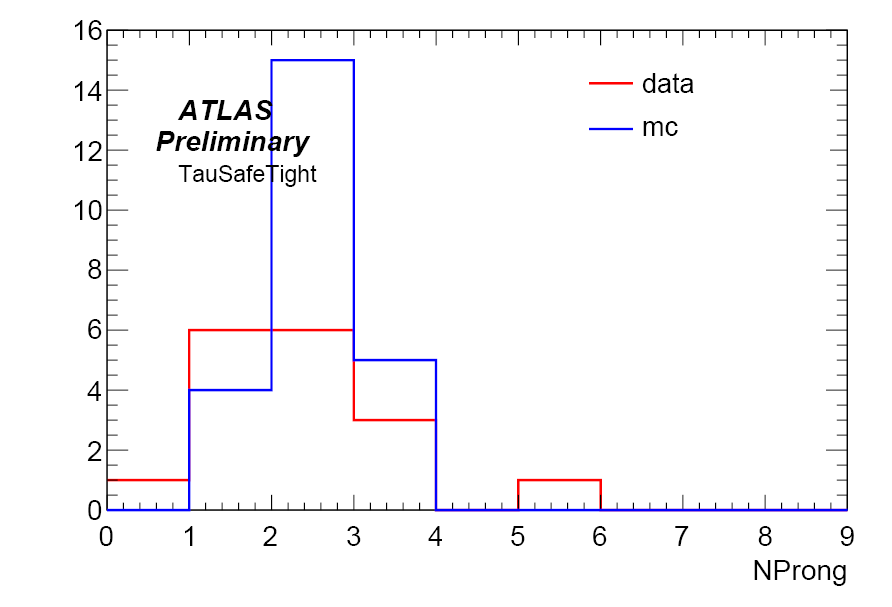 16
14
12
10
8
6
4
2
0
ATLAS
Preliminary
TauSafeTight
data
mc
0 1 2 3 4 5 6 7 8 9
NProng